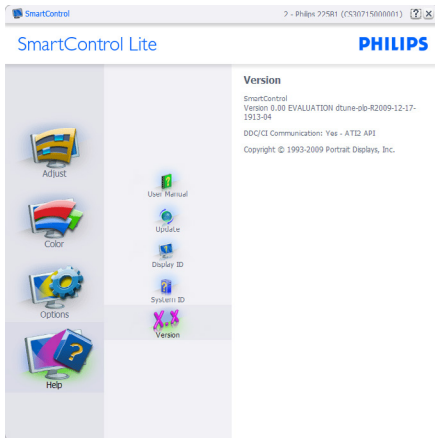 SmartControl
2 - Philips 225B1 (CS30715000001)
SmartControl Lite
PHILIPS
Version
SmartControl
Version 0.00 EVALUATION dtune-plp-R2009-12-17-
1913-04
DDC/CI Communication: Yes - ATI2 API
Copyright © 1993-2009 Portrait Displays, Inc.
Adjust
Color
Options
Help
User Manual
Update
Display ID
System ID
X.X
Version